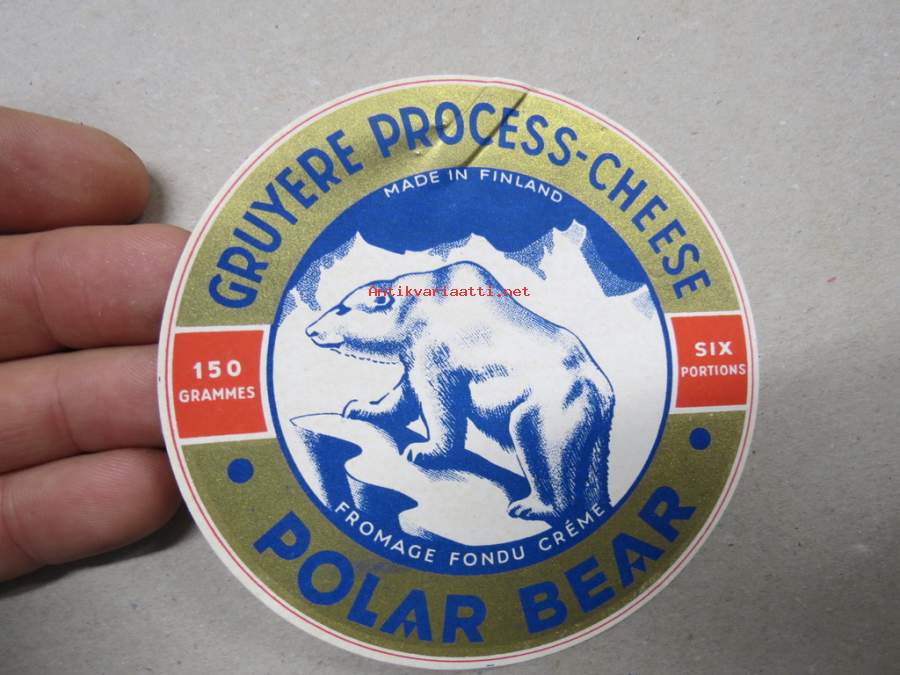 GRUYERE PROCESS-CHEESE
MADE IN FINLAND
Antikvariaatti.net
150
GRAMMES
SIX
PORTIONS
FROMAGE FONDU CRÉME
• POLAR BEAR •